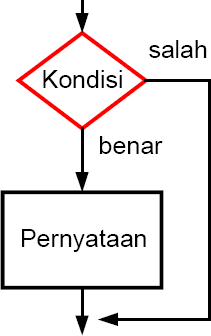 salah
Kondisi
benar
Pernyataan